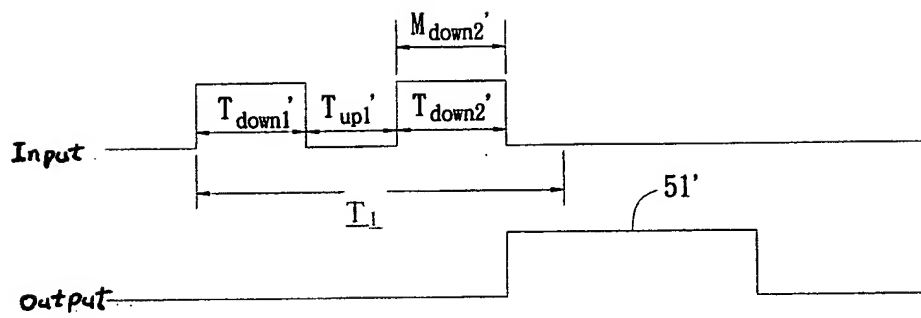 M_down2'
T_down1' T_up1' T_down2'
Input
T_1
51'
Output